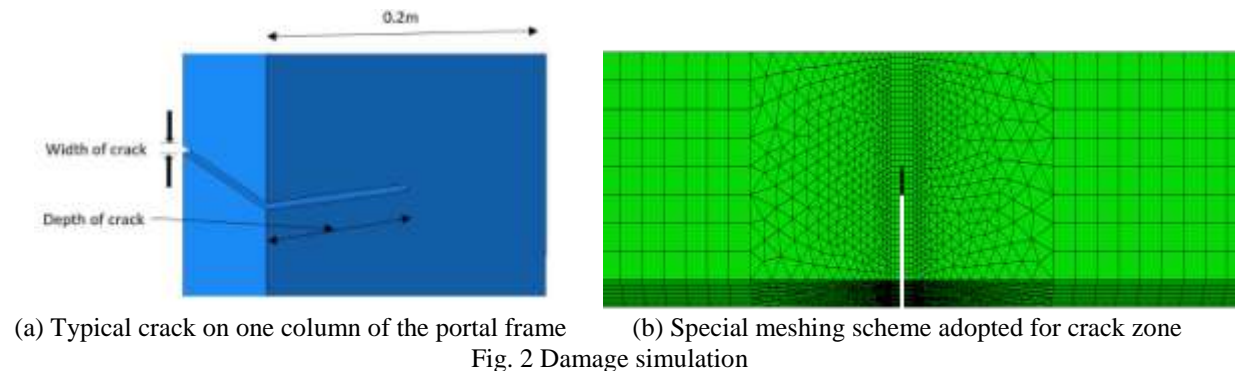 0.2m
Width of crack
Depth of crack
(a) Typical crack on one column of the portal frame
(b) Special meshing scheme adopted for crack zone
Fig. 2 Damage simulation